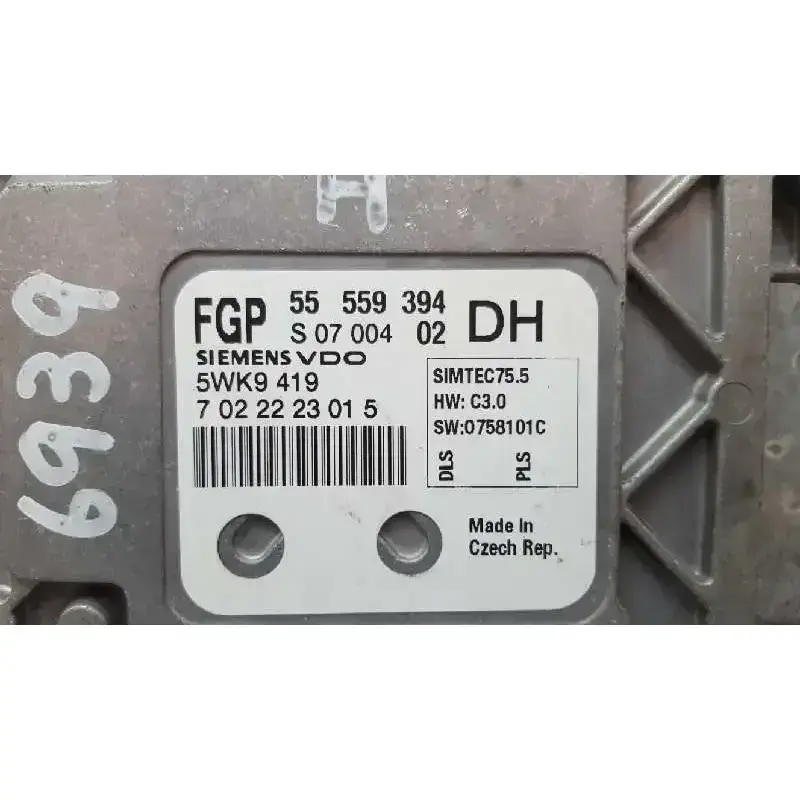 H
6939
FGP 55 559 394 DH
S 07 004 02
SIEMENS VDO
5WK9 419
7 02 22 23 01 5
SIMTEC75.5
HW: C3.0
SW:0758101C
DLS PLS
Made In
Czech Rep.